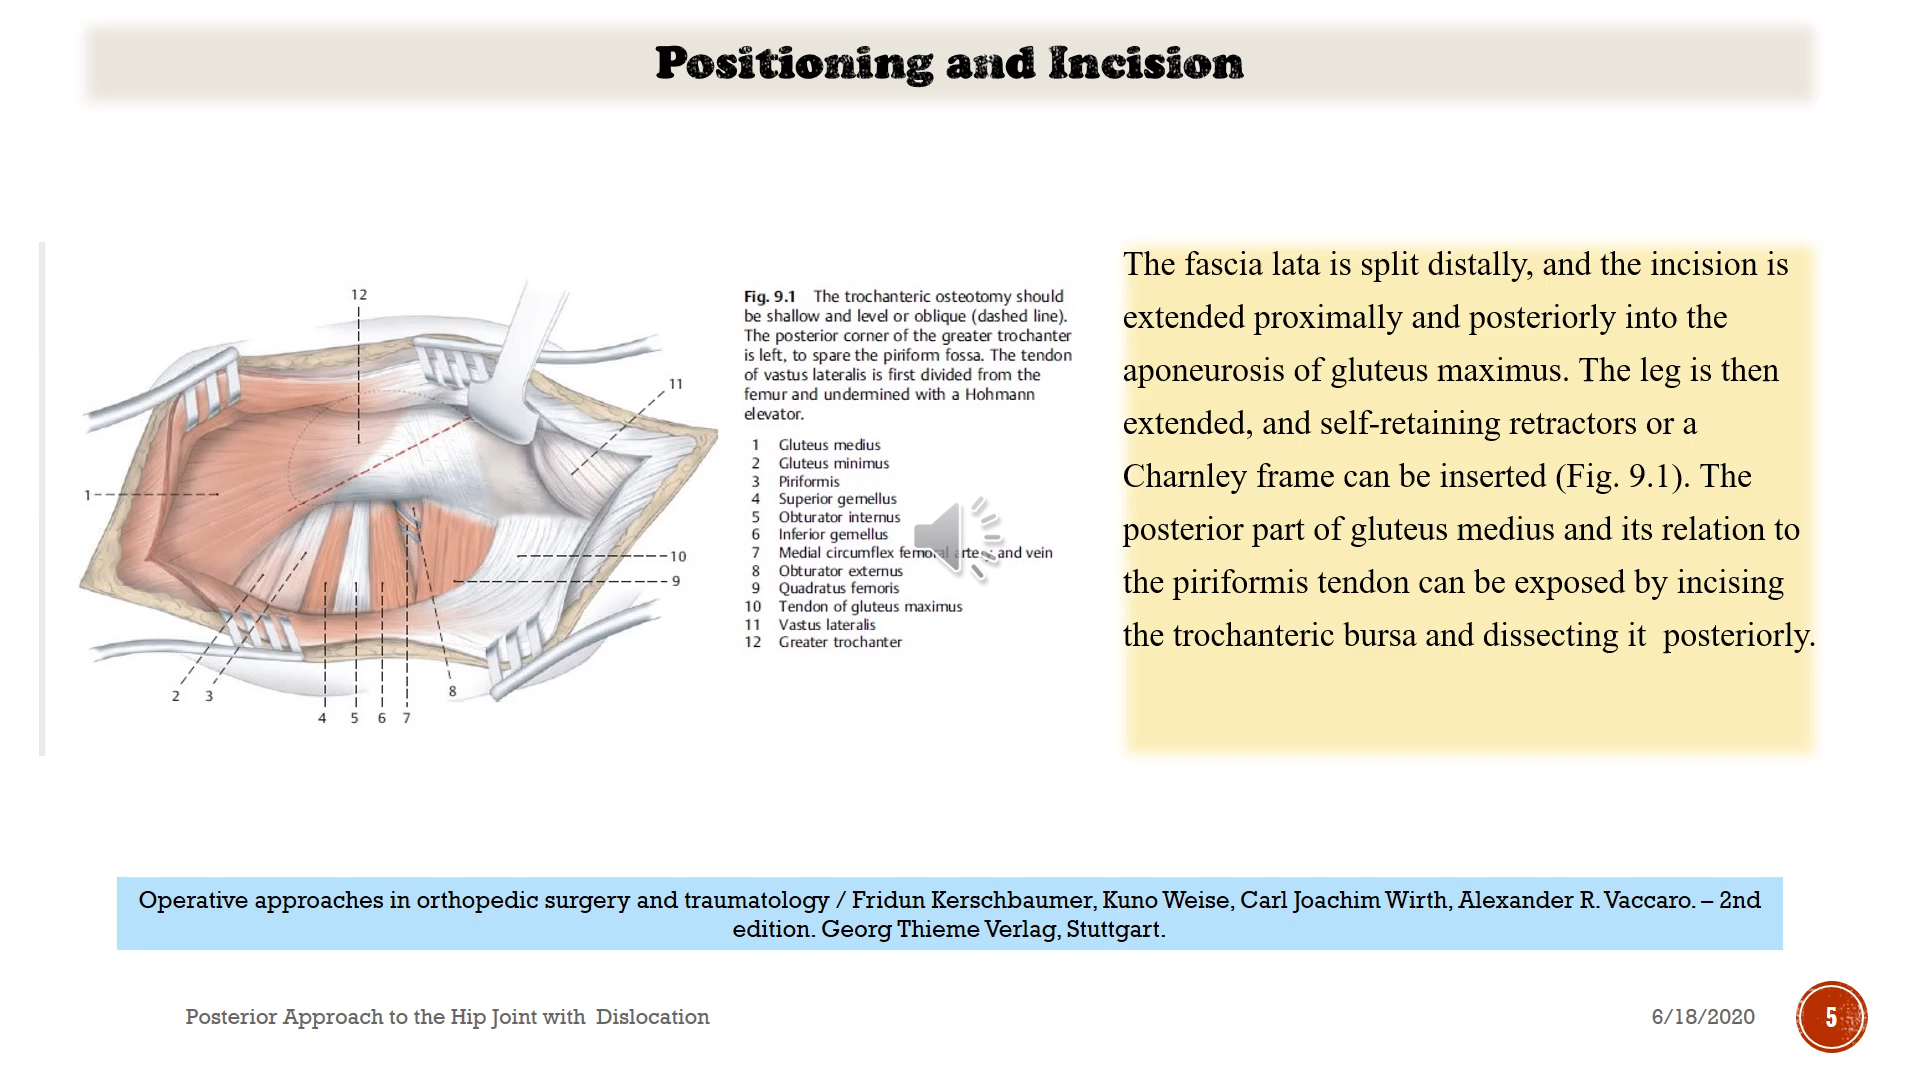 Positioning and Incision
12
11
1
10
9
2
3
8
4
5
6
7
Fig. 9.1 The trochanteric osteotomy should
be shallow and level or oblique (dashed line).
The posterior corner of the greater trochanter
is left, to spare the piriform fossa. The tendon
of vastus lateralis is first divided from the
femur and undermined with a Hohmann
elevator.
1 Gluteus medius
2 Gluteus minimus
3 Piriformis
4 Superior gemellus
5 Obturator internus
6 Inferior gemellus
7 Medial circumflex femoral artery and vein
8 Obturator externus
9 Quadratus femoris
10 Tendon of gluteus maximus
11 Vastus lateralis
12 Greater trochanter
The fascia lata is split distally, and the incision is
extended proximally and posteriorly into the
aponeurosis of gluteus maximus. The leg is then
extended, and self-retaining retractors or a
Charnley frame can be inserted (Fig. 9.1). The
posterior part of gluteus medius and its relation to
the piriformis tendon can be exposed by incising
the trochanteric bursa and dissecting it posteriorly.
Operative approaches in orthopedic surgery and traumatology / Fridun Kerschbaumer, Kuno Weise, Carl Joachim Wirth, Alexander R. Vaccaro. – 2nd
edition. Georg Thieme Verlag, Stuttgart.
Posterior Approach to the Hip Joint with Dislocation
6/18/2020
5